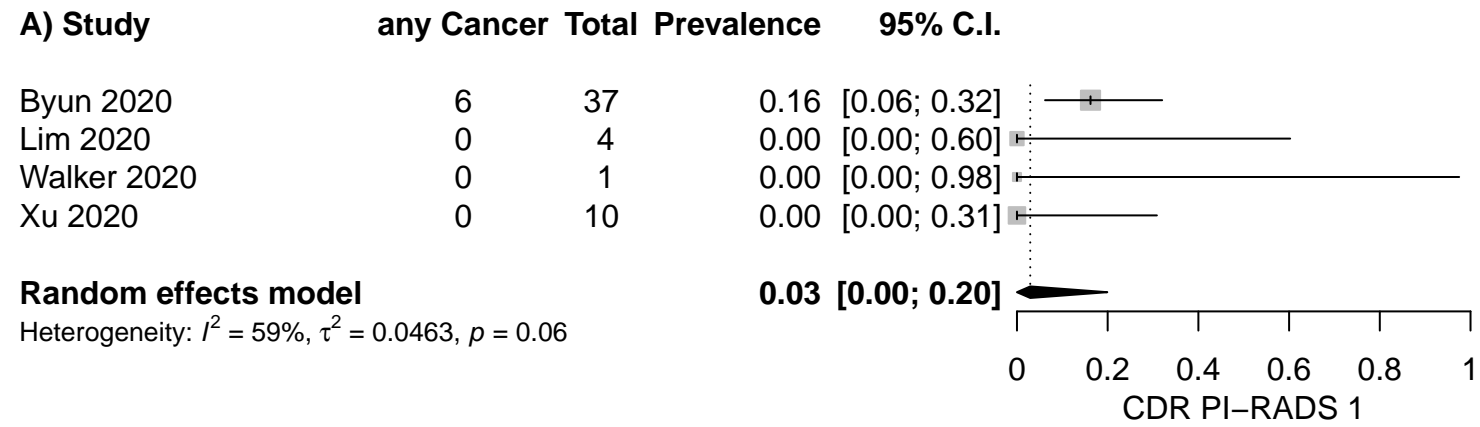 A) Study any Cancer Total Prevalence 95% C.I.
Byun 2020 6 37 0.16 [0.06; 0.32]
Lim 2020 0 4 0.00 [0.00; 0.60]
Walker 2020 0 1 0.00 [0.00; 0.98]
Xu 2020 0 10 0.00 [0.00; 0.31]
Random effects model 0.03 [0.00; 0.20]
Heterogeneity: I² = 59%, τ² = 0.0463, p = 0.06
0 0.2 0.4 0.6 0.8 1
CDR PI−RADS 1